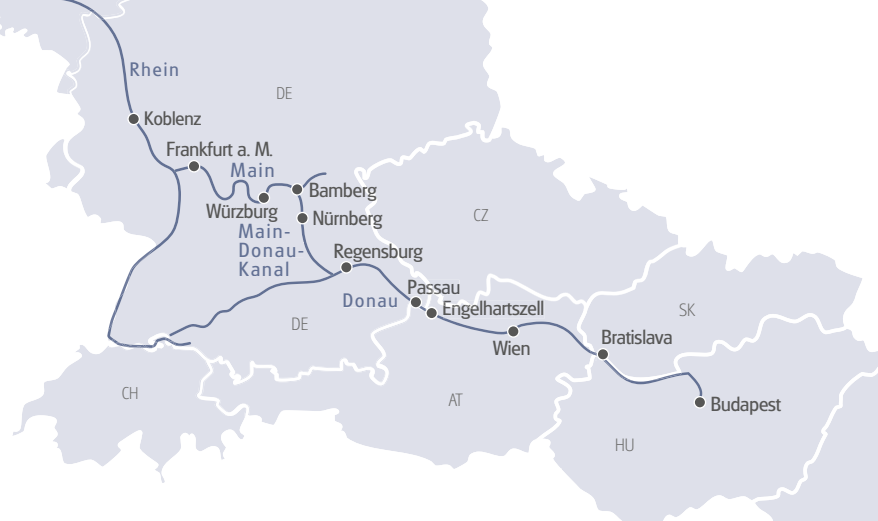 Rhein
DE
Koblenz
Frankfurt a. M.
Main
Bamberg
Würzburg
Nürnberg
CZ
Main-
Donau-
Kanal
Regensburg
Passau
Donau
Engelhartszell
SK
DE
Wien
Bratislava
CH
AT
Budapest
HU